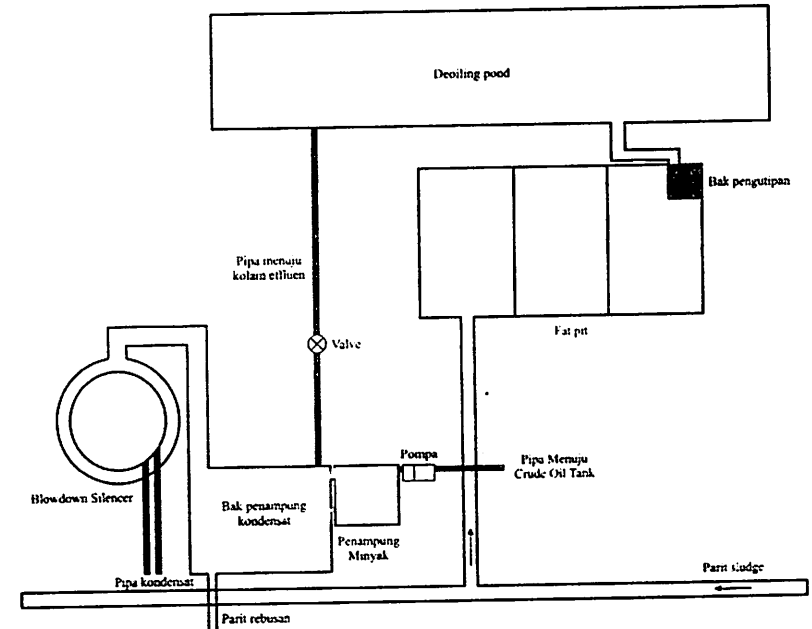 Deoiling pond
Bak pengutipan
Pipa menuju
kolam effluen
Fat pit
Valve
Pompa
Pipa Menuju
Crude Oil Tank
Blowdown Silencer
Bak penampung
kondensat
Penampung
Minyak
Pipa kondensat
Parit sludge
Parit rebusan